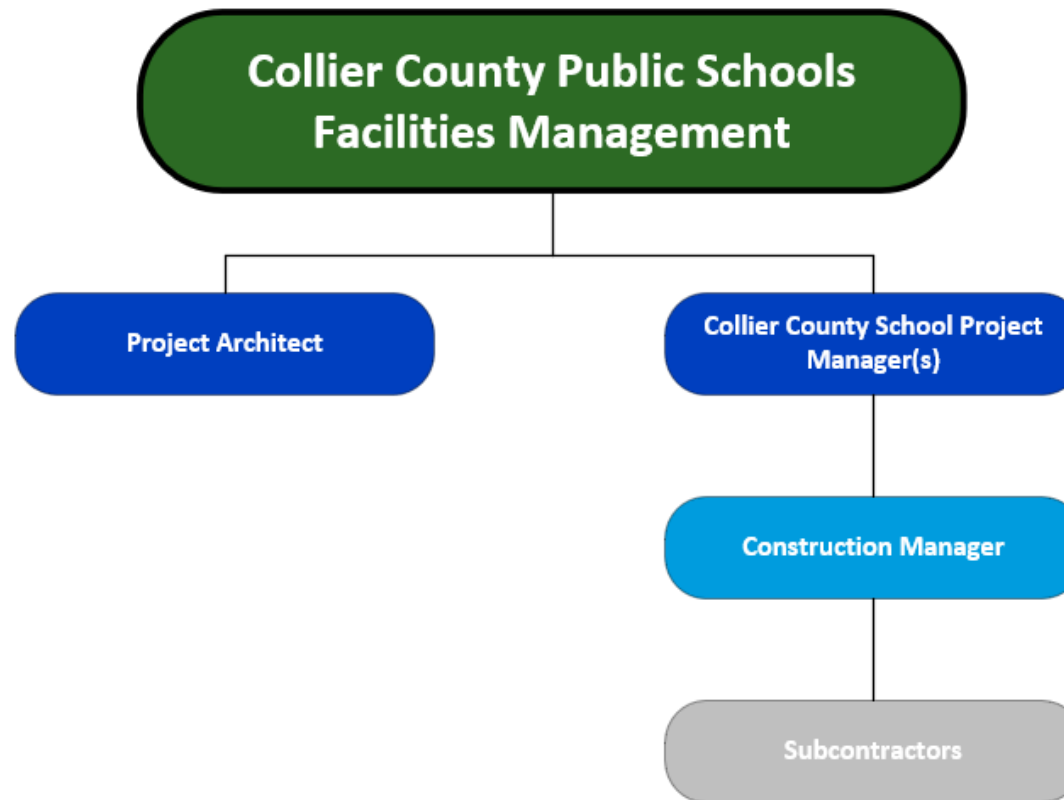 Collier County Public Schools
Facilities Management
Project Architect
Collier County School Project
Manager(s)
Construction Manager
Subcontractors